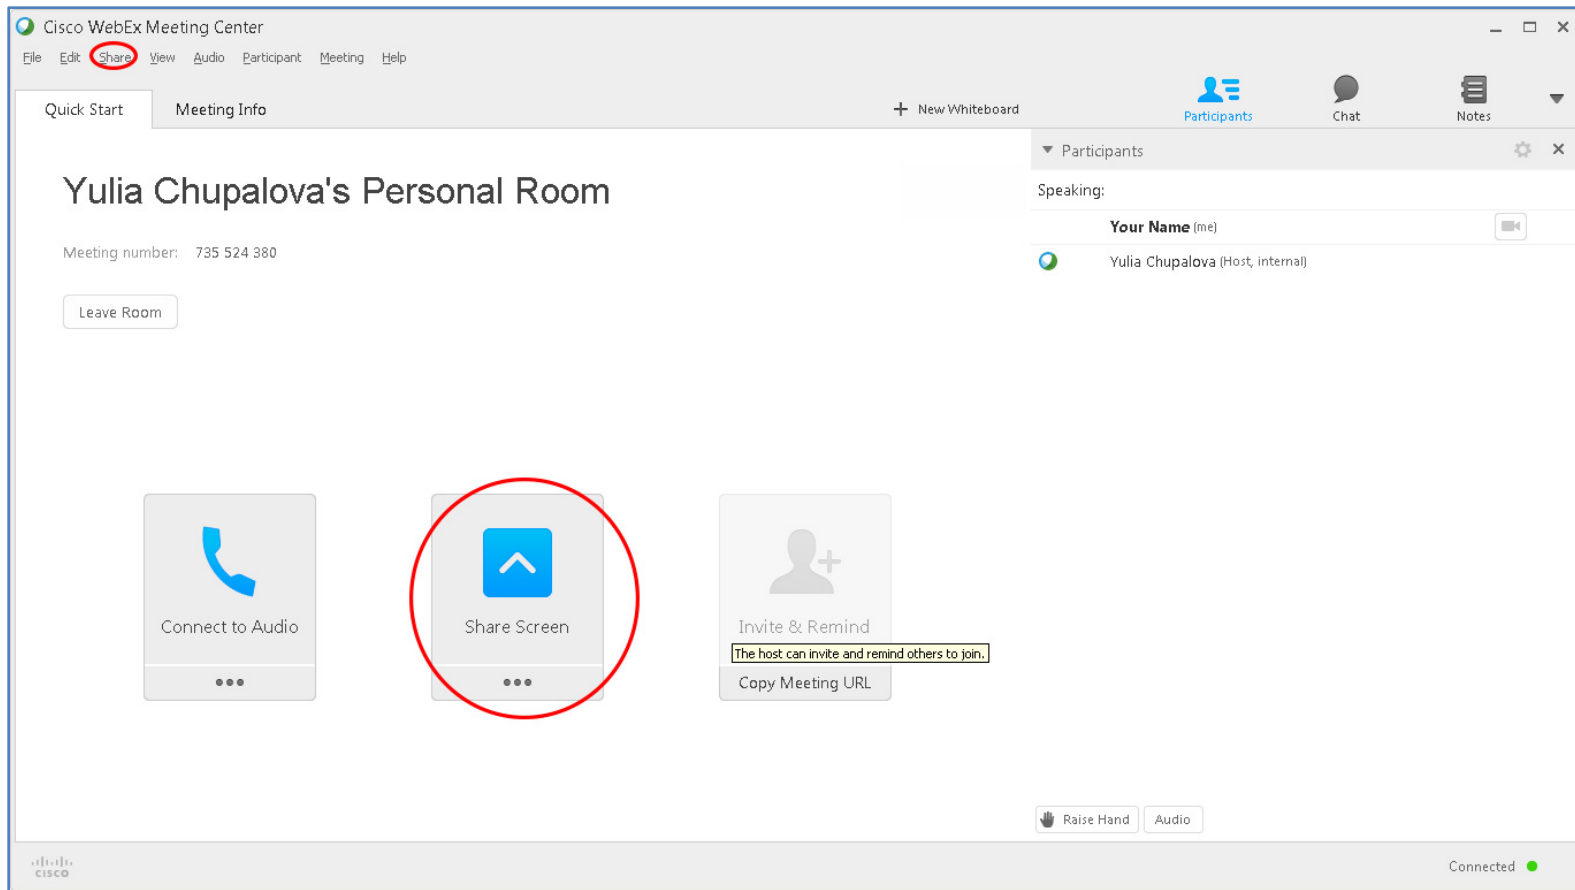 Cisco WebEx Meeting Center
File Edit Share View Audio Participant Meeting Help
Quick Start Meeting Info + New Whiteboard
Participants Chat Notes
Participants
Yulia Chupalova's Personal Room
Speaking:
Your Name (me)
Meeting number: 735 524 380
Yulia Chupalova (Host, internal)
Leave Room
Connect to Audio
Share Screen
Invite & Remind
The host can invite and remind others to join.
Copy Meeting URL
Raise Hand Audio
cisco
Connected